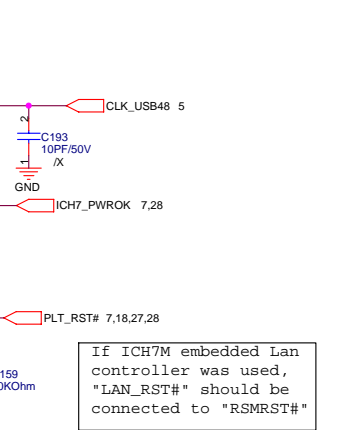 CLK_USB48 5
2
C193
10PF/50V
1
/X
GND
ICH7_PWROK 7,28
PLT_RST# 7,18,27,28
If ICH7M embedded Lan
controller was used,
"LAN_RST#" should be
connected to "RSMRST#"
159
0KOhm